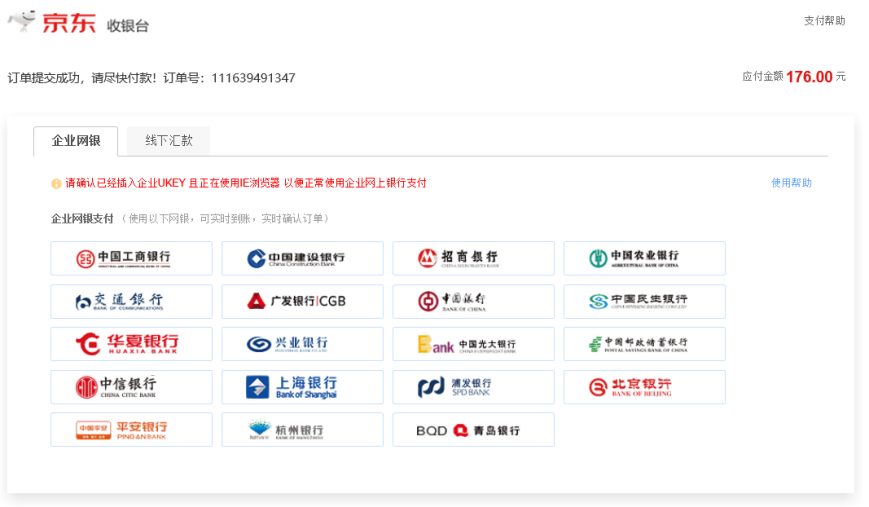 京东 收银台
支付帮助
订单提交成功，请尽快付款！订单号：111639491347
应付金额 176.00 元
企业网银 线下汇款
请确认已经插入企业UKEY 且正在使用IE浏览器 以便正常使用企业网上银行支付
使用帮助
企业网银支付 （使用以下网银，可实时到账，实时确认订单）
中国工商银行
中国建设银行
China Construction Bank
招商银行
CHINA MERCHANTS BANK
中国农业银行
AGRICULTURAL BANK OF CHINA
交通银行
BANK OF COMMUNICATIONS
广发银行|CGB
中国银行
BANK OF CHINA
中国民生银行
华夏银行
HUAXIA BANK
兴业银行
Bank 中国光大银行
CHINA EVERBRIGHT BANK
中国邮政储蓄银行
POSTAL SAVINGS BANK OF CHINA
中信银行
CHINA CITIC BANK
上海银行
Bank of Shanghai
浦发银行
SPD BANK
北京银行
BANK OF BEIJING
中国平安 平安银行
PING AN BANK
杭州银行
BANK OF HANGZHOU
BQD 青岛银行